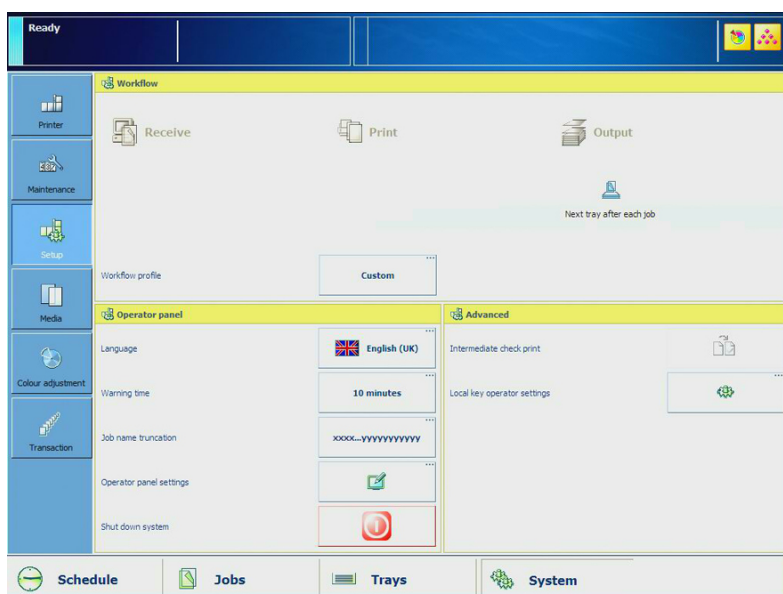 Ready
Workflow
Printer
Receive
Print
Output
Maintenance
Next tray after each job
Setup
Workflow profile
Custom
Media
Operator panel
Advanced
Language
English (UK)
Intermediate check print
Colour adjustment
Warning time
10 minutes
Local key operator settings
Job name truncation
xxxx...yyyyyyyyyyy
Transaction
Operator panel settings
Shut down system
Schedule
Jobs
Trays
System